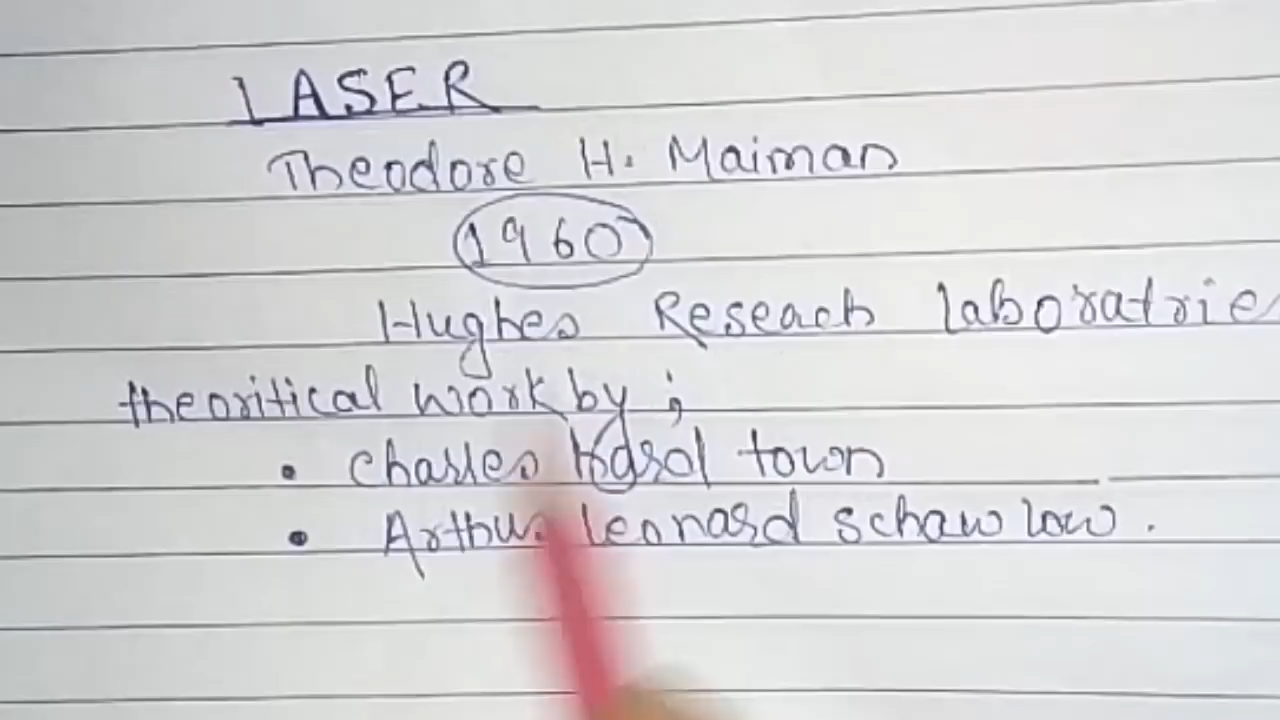 LASER
Theodore H. Maiman
1960
Hughes Reseach laboratrie
theoritical work by ;
• Charles Hard town
• Arthur leonard schawlow.